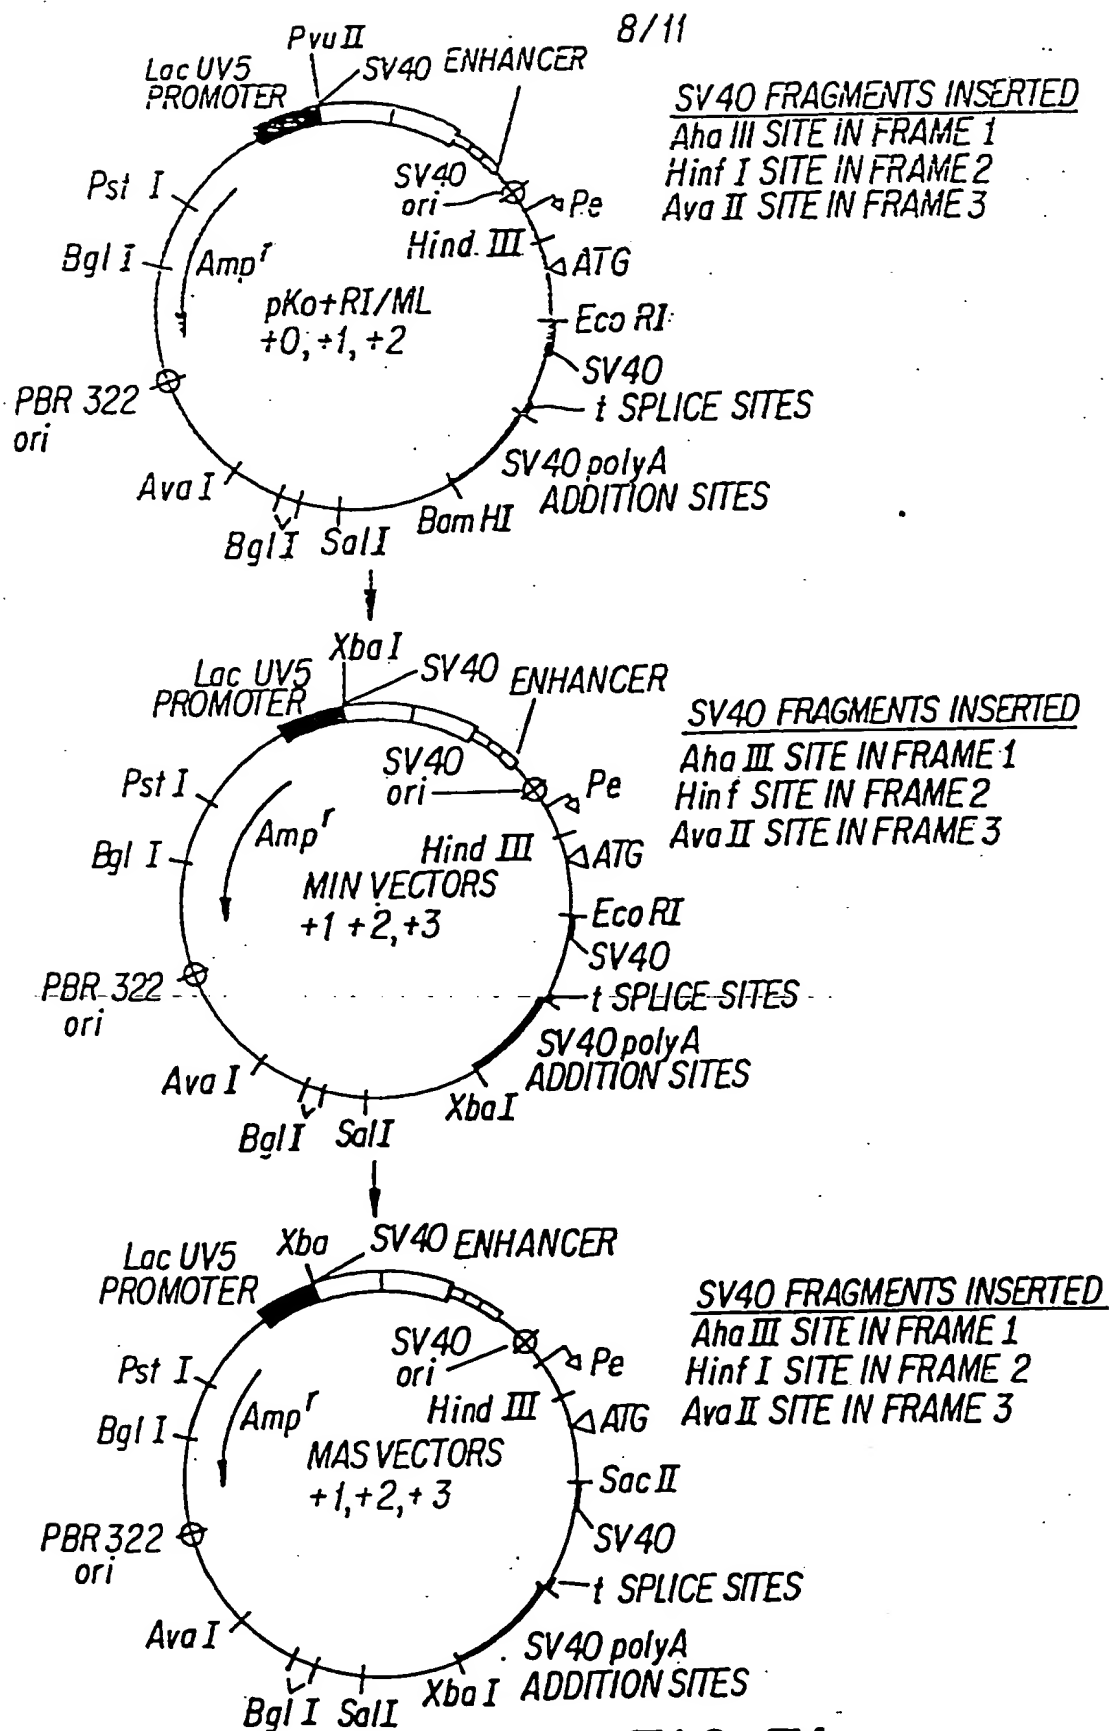 8/11
Pvu II
Lac UV5
PROMOTER
SV40 ENHANCER
SV40 FRAGMENTS INSERTED
Aha III SITE IN FRAME 1
Hinf I SITE IN FRAME 2
Ava II SITE IN FRAME 3
Pst I
SV40
ori
Pe
Hind III
Bgl I
Ampr
ATG
pKo+RI/ML
+0, +1, +2
Eco RI
SV40
PBR 322
ori
t SPLICE SITES
SV40 polyA
ADDITION SITES
Ava I
Bam HI
Bgl I
Sal I
Xba I
Lac UV5
PROMOTER
SV40 ENHANCER
SV40 FRAGMENTS INSERTED
Aha III SITE IN FRAME 1
Hinf SITE IN FRAME 2
Ava II SITE IN FRAME 3
Pst I
SV40
ori
Pe
Ampr
Hind III
Bgl I
ATG
MIN VECTORS
+1 +2, +3
Eco RI
SV40
PBR 322
ori
t SPLICE SITES
SV40 polyA
ADDITION SITES
Ava I
Xba I
Bgl I
Sal I
Xba
Lac UV5
PROMOTER
SV40 ENHANCER
SV40 FRAGMENTS INSERTED
Aha III SITE IN FRAME 1
Hinf I SITE IN FRAME 2
Ava II SITE IN FRAME 3
Pst I
SV40
ori
Pe
Ampr
Hind III
Bgl I
ATG
MAS VECTORS
+1, +2, +3
Sac II
SV40
PBR 322
ori
t SPLICE SITES
Ava I
SV40 polyA
ADDITION SITES
Xba I
Bgl I
Sal I